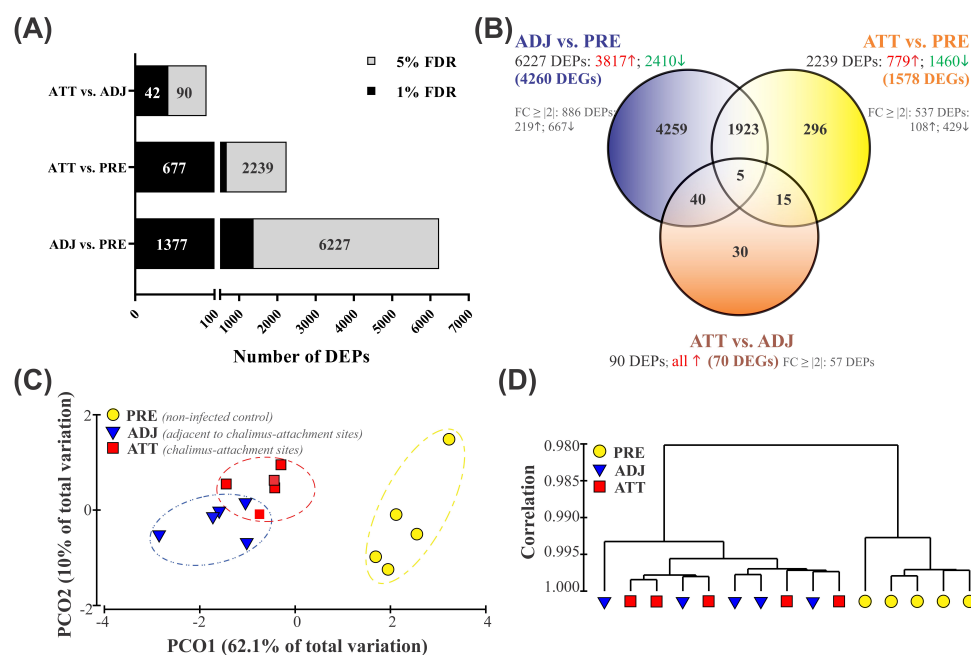 (A)
5% FDR
1% FDR
ATT vs. ADJ
42
90
ATT vs. PRE
677
2239
ADJ vs. PRE
1377
6227
0
100
1000
2000
3000
4000
5000
6000
7000
Number of DEPs
(B)
ADJ vs. PRE
6227 DEPs: 3817↑; 2410↓
(4260 DEGs)
FC ≥ |2|: 886 DEPs:
219↑; 667↓
ATT vs. PRE
2239 DEPs: 779↑; 1460↓
(1578 DEGs)
FC ≥ |2|: 537 DEPs:
108↑; 429↓
4259
1923
296
5
40
15
30
ATT vs. ADJ
90 DEPs; all ↑ (70 DEGs) FC ≥ |2|: 57 DEPs
(C)
PRE (non-infected control)
ADJ (adjacent to chalimus-attachment sites)
ATT (chalimus-attachment sites)
PCO2 (10% of total variation)
2
0
-2
-4
-2
0
2
4
PCO1 (62.1% of total variation)
(D)
PRE
ADJ
ATT
Correlation
0.980
0.985
0.990
0.995
1.000